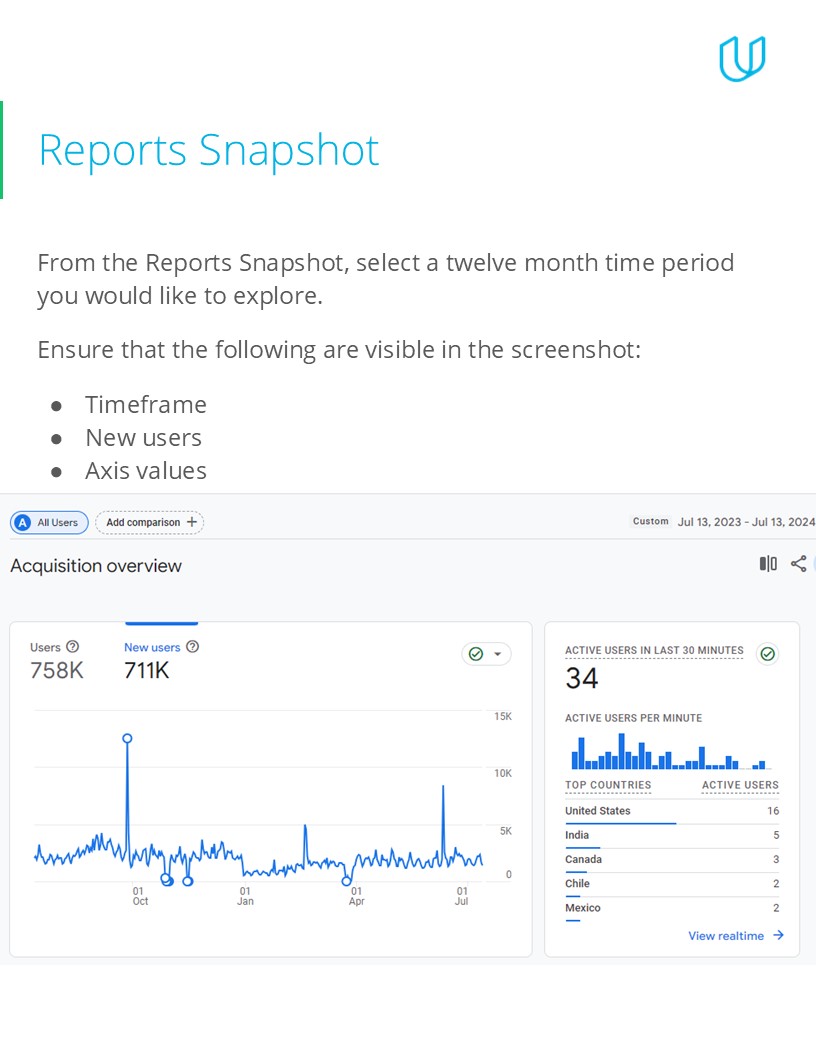 Reports Snapshot
From the Reports Snapshot, select a twelve month time period
you would like to explore.
Ensure that the following are visible in the screenshot:
● Timeframe
● New users
● Axis values
A All Users Add comparison + Custom Jul 13, 2023 - Jul 13, 2024
Acquisition overview
Users ? New users ?
758K 711K
15K
10K
5K
0
01 01 01 01
Oct Jan Apr Jul
ACTIVE USERS IN LAST 30 MINUTES
34
ACTIVE USERS PER MINUTE
TOP COUNTRIES ACTIVE USERS
United States 16
India 5
Canada 3
Chile 2
Mexico 2
View realtime →